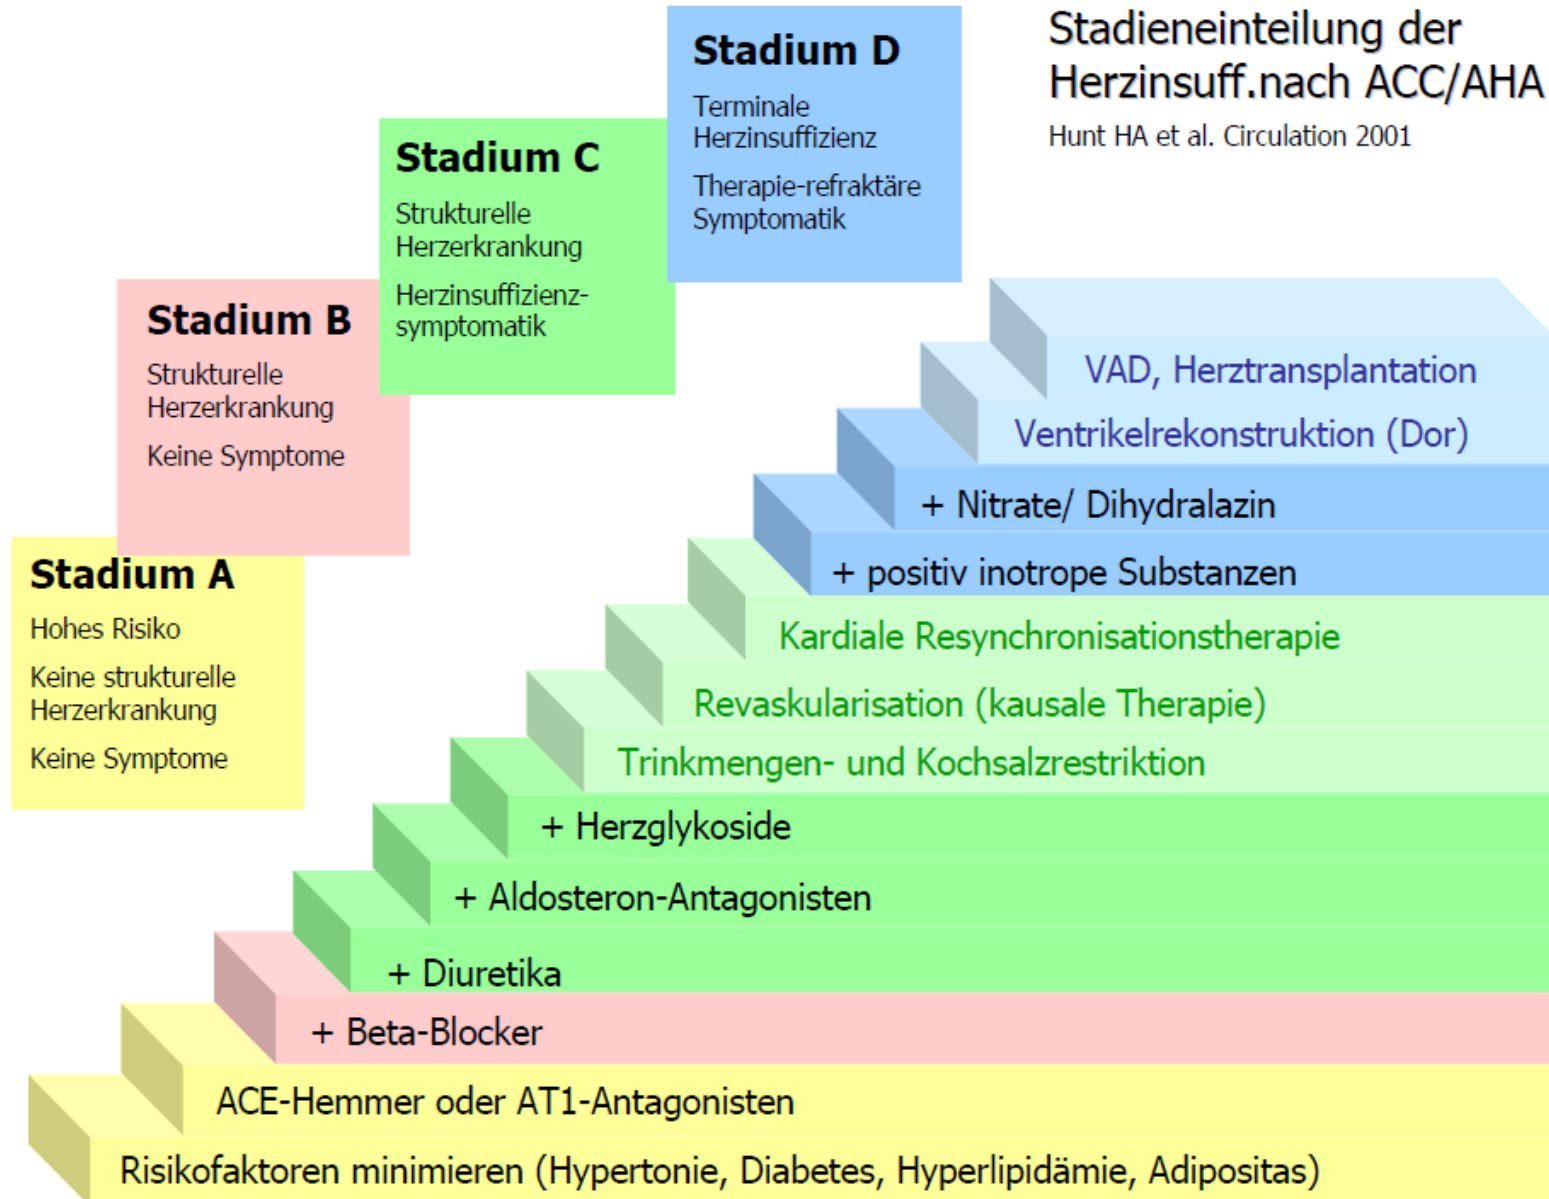 Stadieneinteilung der
Herzinsuff.nach ACC/AHA
Hunt HA et al. Circulation 2001
Stadium D
Terminale
Herzinsuffizienz
Therapie-refraktäre
Symptomatik
Stadium C
Strukturelle
Herzerkrankung
Herzinsuffizienz-
symptomatik
Stadium B
Strukturelle
Herzerkrankung
Keine Symptome
Stadium A
Hohes Risiko
Keine strukturelle
Herzerkrankung
Keine Symptome
VAD, Herztransplantation
Ventrikelrekonstruktion (Dor)
+ Nitrate/ Dihydralazin
+ positiv inotrope Substanzen
Kardiale Resynchronisationstherapie
Revaskularisation (kausale Therapie)
Trinkmengen- und Kochsalzrestriktion
+ Herzglykoside
+ Aldosteron-Antagonisten
+ Diuretika
+ Beta-Blocker
ACE-Hemmer oder AT1-Antagonisten
Risikofaktoren minimieren (Hypertonie, Diabetes, Hyperlipidämie, Adipositas)